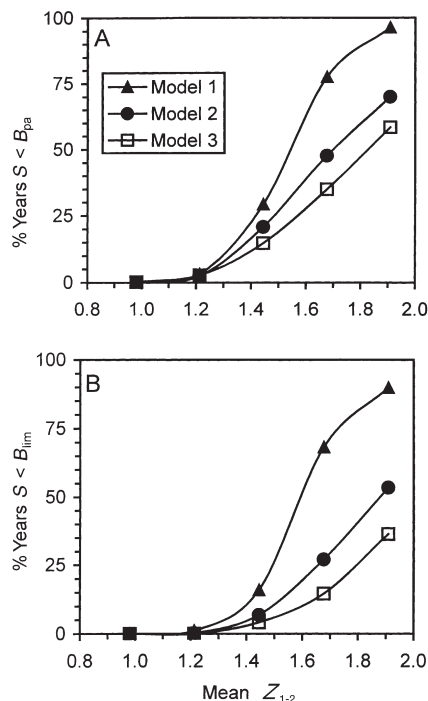 A
Model 1
Model 2
Model 3
% Years S < Bpa
100
75
50
25
0
0.8 1.0 1.2 1.4 1.6 1.8 2.0
B
% Years S < Blim
100
75
50
25
0
0.8 1.0 1.2 1.4 1.6 1.8 2.0
Mean Z1-2